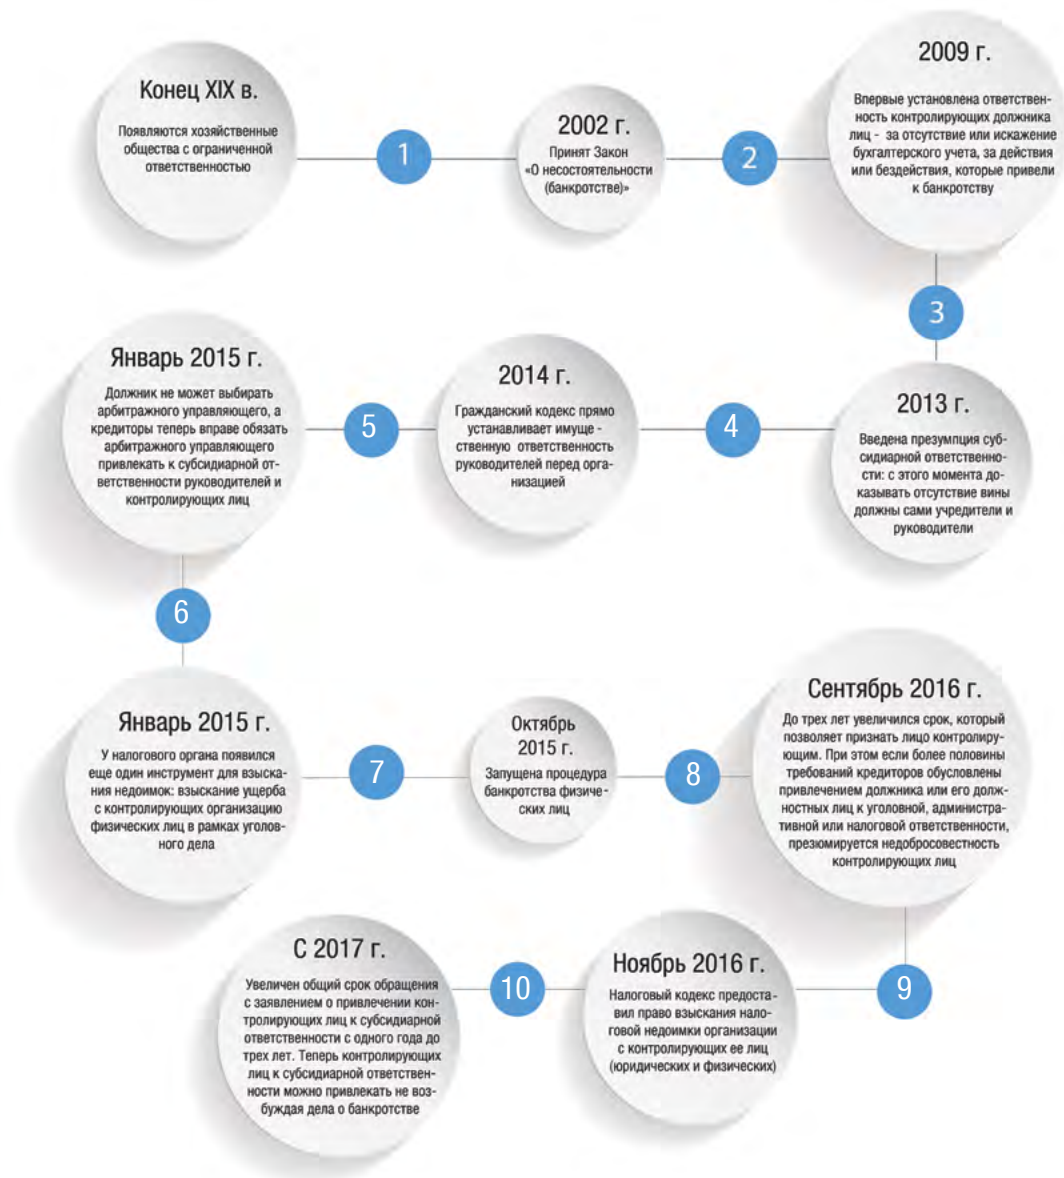 Конец XIX в.
Появляются хозяйственные
общества с ограниченной
ответственностью
1
2002 г.
Принят Закон
«О несостоятельности
(банкротстве)»
2
2009 г.
Впервые установлена ответствен-
ность контролирующих должника
лиц - за отсутствие или искажение
бухгалтерского учета, за действия
или бездействия, которые привели
к банкротству
3
2013 г.
Введена презумпция суб-
сидиарной ответственно-
сти: с этого момента до-
казывать отсутствие вины
должны сами учредители и
руководители
4
2014 г.
Гражданский кодекс прямо
устанавливает имуще -
ственную ответственность
руководителей перед орга-
низацией
5
Январь 2015 г.
Должник не может выбирать
арбитражного управляющего, а
кредиторы теперь вправе обязать
арбитражного управляющего
привлекать к субсидиарной от-
ветственности руководителей и
контролирующих лиц
6
Январь 2015 г.
У налогового органа появился
еще один инструмент для взыска-
ния недоимок: взыскание ущерба
с контролирующих организацию
физических лиц в рамках уголов-
ного дела
7
Октябрь
2015 г.
Запущена процедура
банкротства физиче-
ских лиц
8
Сентябрь 2016 г.
До трех лет увеличился срок, который
позволяет признать лицо контролиру-
ющим. При этом если более половины
требований кредиторов обусловлены
привлечением должника или его долж-
ностных лиц к уголовной, администра-
тивной или налоговой ответственности,
презюмируется недобросовестность
контролирующих лиц
9
Ноябрь 2016 г.
Налоговый кодекс предоста-
вил право взыскания нало-
говой недоимки организации
с контролирующих ее лиц
(юридических и физических)
10
С 2017 г.
Увеличен общий срок обращения
с заявлением о привлечении кон-
тролирующих лиц к субсидиарной
ответственности с одного года до
трех лет. Теперь контролирующих
лиц к субсидиарной ответствен-
ности можно привлекать не воз-
буждая дела о банкротстве